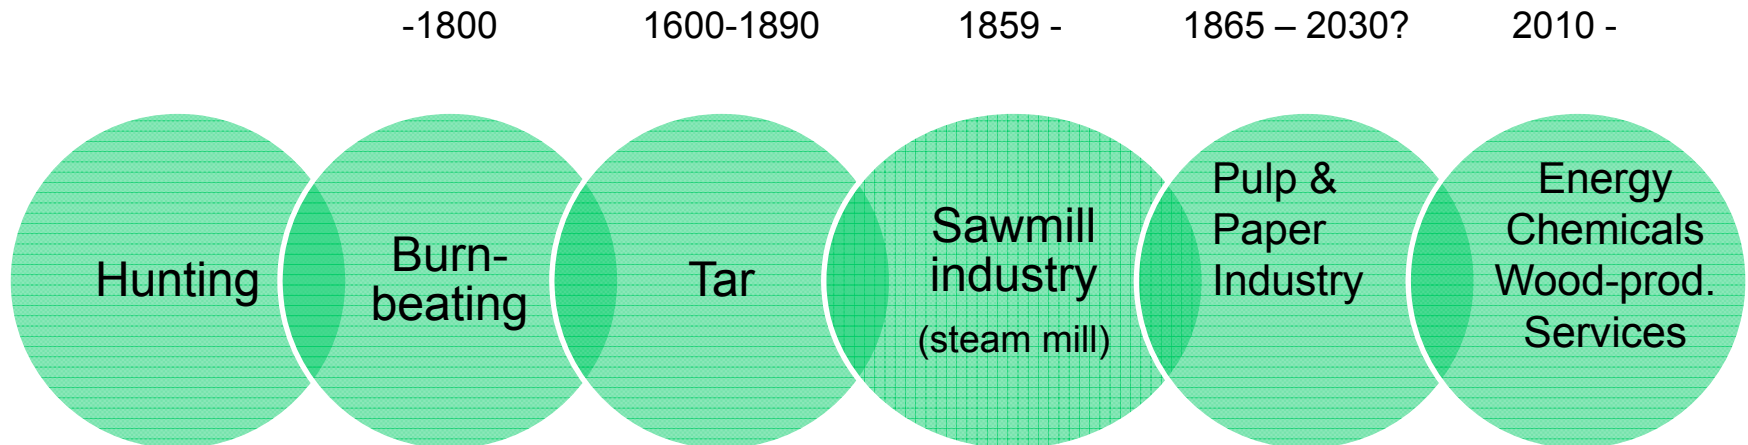 -1800
1600-1890
1859 -
1865 – 2030?
2010 -
Hunting
Burn-
beating
Tar
Sawmill
industry
(steam mill)
Pulp &
Paper
Industry
Energy
Chemicals
Wood-prod.
Services